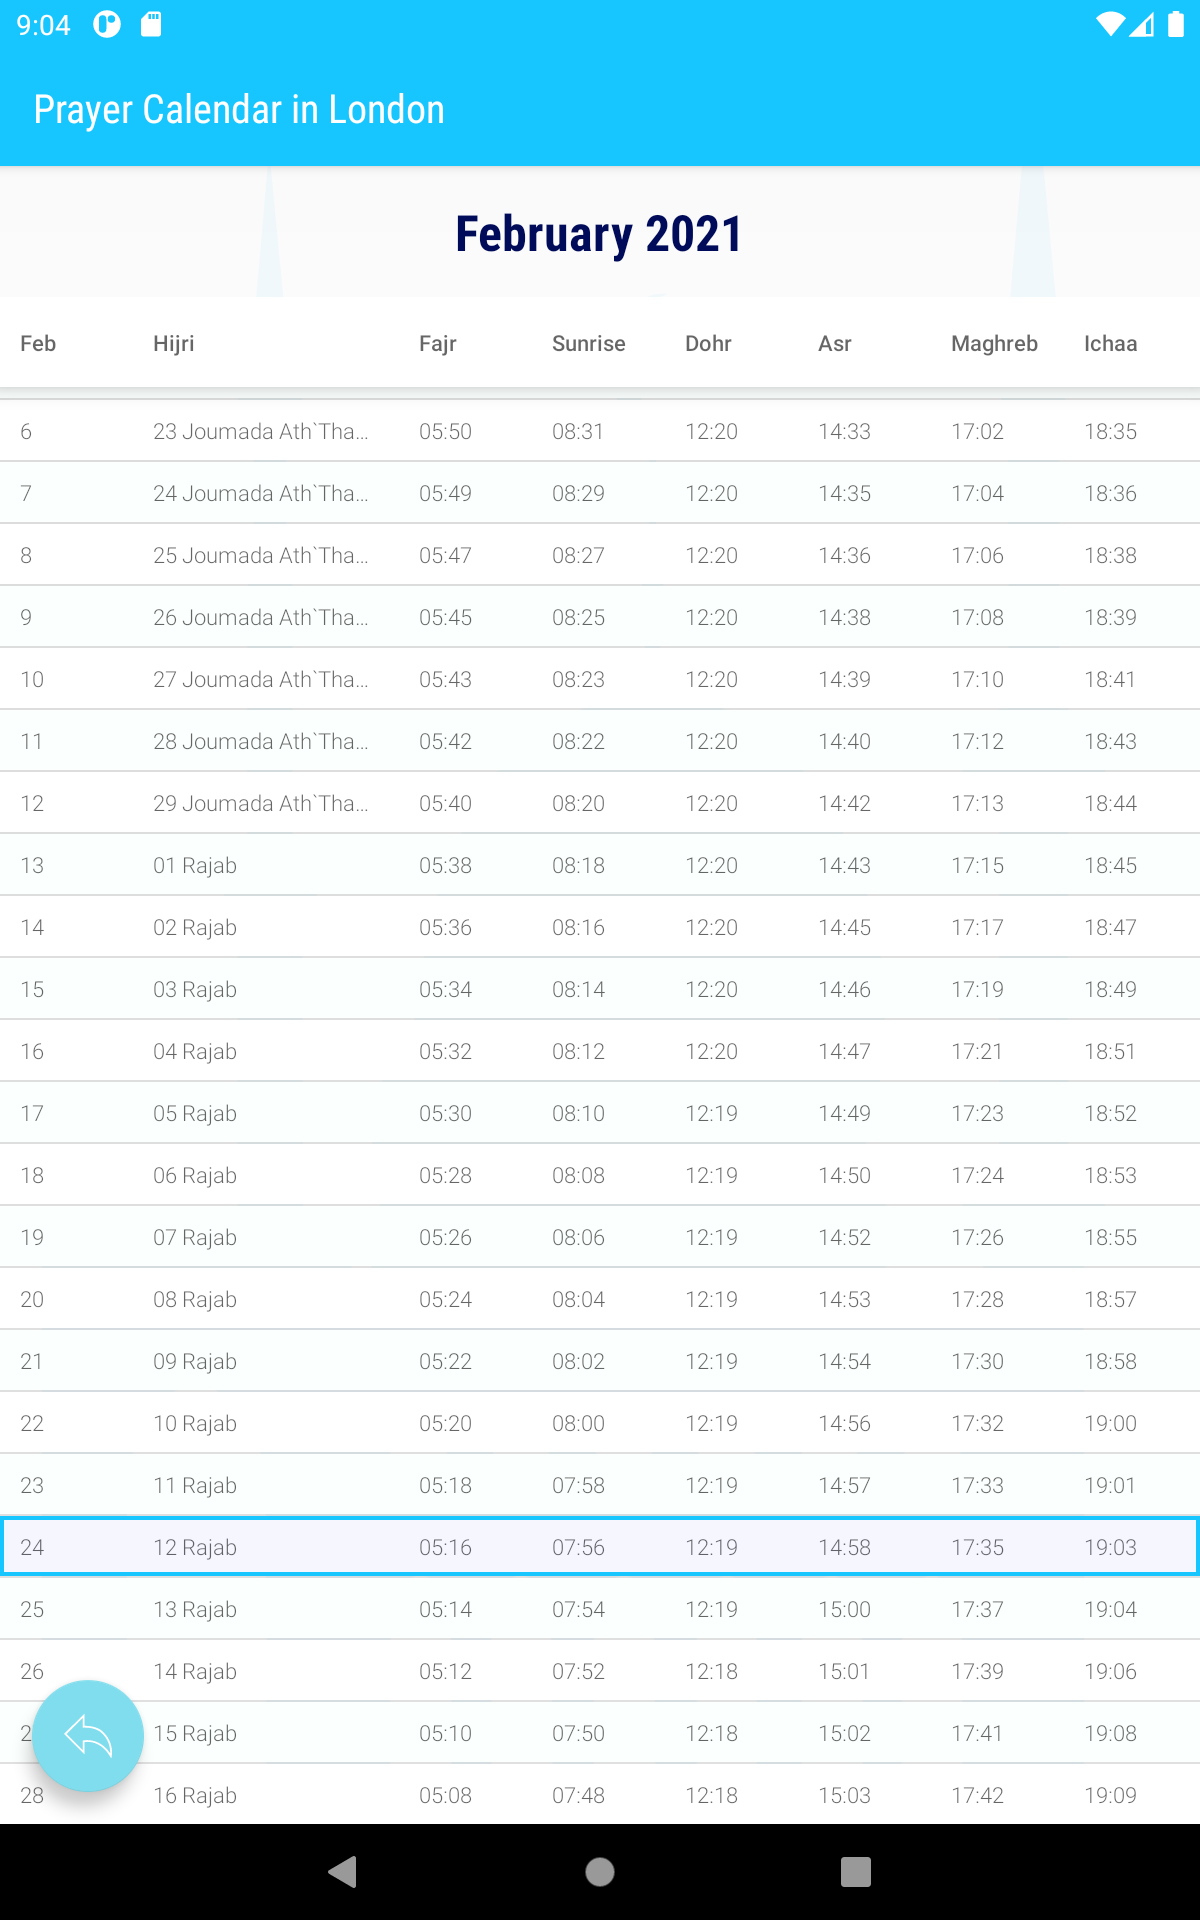 9:04
Prayer Calendar in London
February 2021
Feb Hijri Fajr Sunrise Dohr Asr Maghreb Ichaa
6 23 Joumada Ath`Tha... 05:50 08:31 12:20 14:33 17:02 18:35
7 24 Joumada Ath`Tha... 05:49 08:29 12:20 14:35 17:04 18:36
8 25 Joumada Ath`Tha... 05:47 08:27 12:20 14:36 17:06 18:38
9 26 Joumada Ath`Tha... 05:45 08:25 12:20 14:38 17:08 18:39
10 27 Joumada Ath`Tha... 05:43 08:23 12:20 14:39 17:10 18:41
11 28 Joumada Ath`Tha... 05:42 08:22 12:20 14:40 17:12 18:43
12 29 Joumada Ath`Tha... 05:40 08:20 12:20 14:42 17:13 18:44
13 01 Rajab 05:38 08:18 12:20 14:43 17:15 18:45
14 02 Rajab 05:36 08:16 12:20 14:45 17:17 18:47
15 03 Rajab 05:34 08:14 12:20 14:46 17:19 18:49
16 04 Rajab 05:32 08:12 12:20 14:47 17:21 18:51
17 05 Rajab 05:30 08:10 12:19 14:49 17:23 18:52
18 06 Rajab 05:28 08:08 12:19 14:50 17:24 18:53
19 07 Rajab 05:26 08:06 12:19 14:52 17:26 18:55
20 08 Rajab 05:24 08:04 12:19 14:53 17:28 18:57
21 09 Rajab 05:22 08:02 12:19 14:54 17:30 18:58
22 10 Rajab 05:20 08:00 12:19 14:56 17:32 19:00
23 11 Rajab 05:18 07:58 12:19 14:57 17:33 19:01
24 12 Rajab 05:16 07:56 12:19 14:58 17:35 19:03
25 13 Rajab 05:14 07:54 12:19 15:00 17:37 19:04
26 14 Rajab 05:12 07:52 12:18 15:01 17:39 19:06
15 Rajab 05:10 07:50 12:18 15:02 17:41 19:08
28 16 Rajab 05:08 07:48 12:18 15:03 17:42 19:09